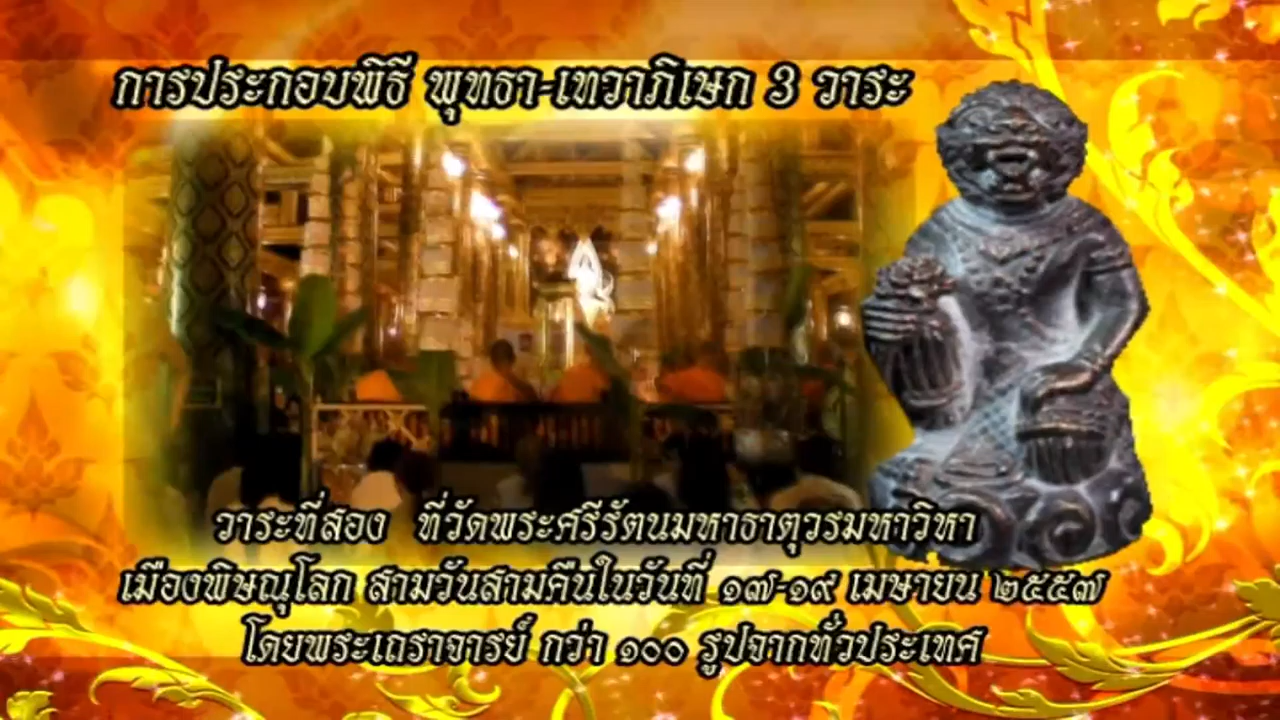 การประกอบพิธี พุทธา-เทวาภิเษก 3 วาระ
วาระที่สอง ที่วัดพระศรีรัตนมหาธาตุวรมหาวิหา
เมืองพิษณุโลก สามวันสามคืนในวันที่ ๑๗-๑๙ เมษายน ๒๕๕๗
โดยพระเถราจารย์ กว่า ๑๐๐ รูปจากทั่วประเทศ